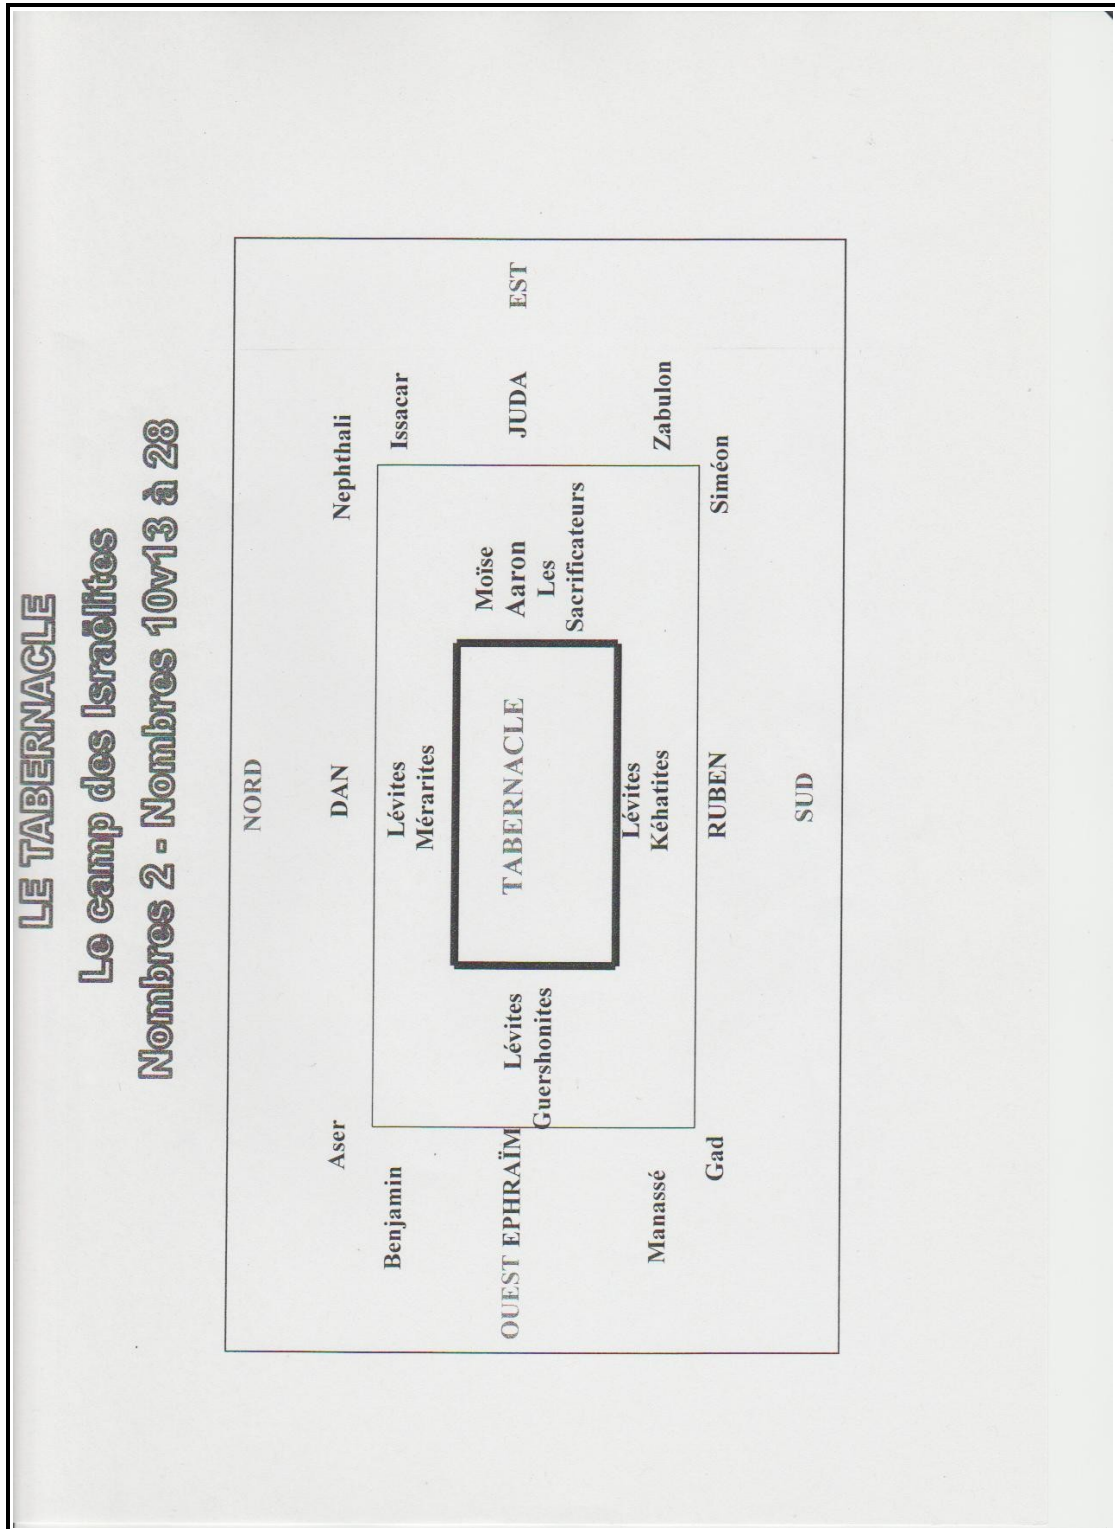 LE TABERNACLE
Le camp des Israëlites
Nombres 2 - Nombres 10v13 à 28
NORD
Aser DAN Nephthali
Benjamin Lévites Issacar
Mérarites
Moïse
OUEST EPHRAÏM Lévites TABERNACLE Aaron JUDA EST
Guershonites Les
Sacrificateurs
Lévites
Manassé Kéhatites Zabulon
Gad RUBEN Siméon
SUD